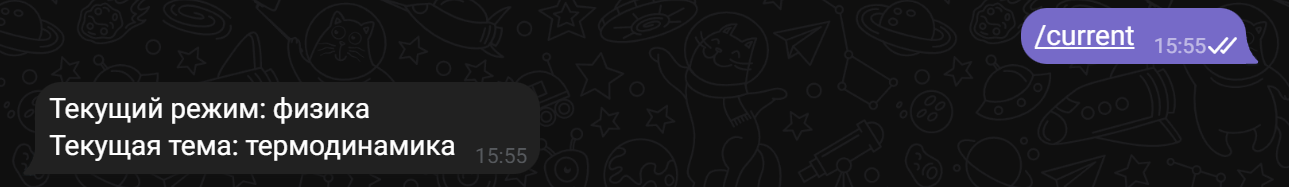 /current 15:55
Текущий режим: физика
Текущая тема: термодинамика 15:55